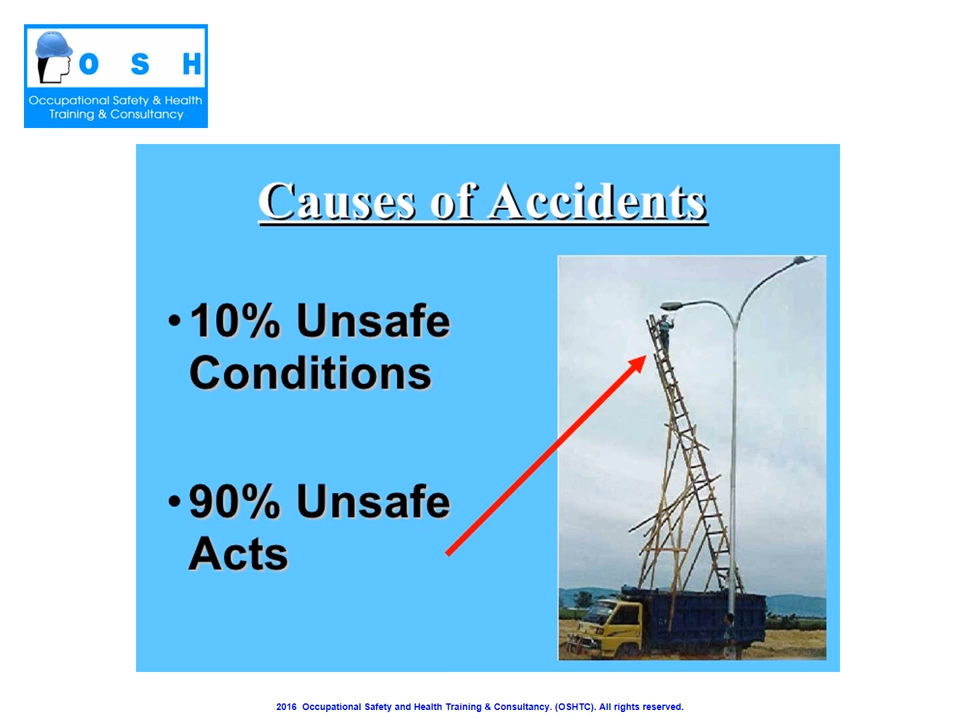 O S H
Occupational Safety & Health
Training & Consultancy
Causes of Accidents
• 10% Unsafe
Conditions
• 90% Unsafe
Acts
2016 Occupational Safety and Health Training & Consultancy. (OSHTC). All rights reserved.